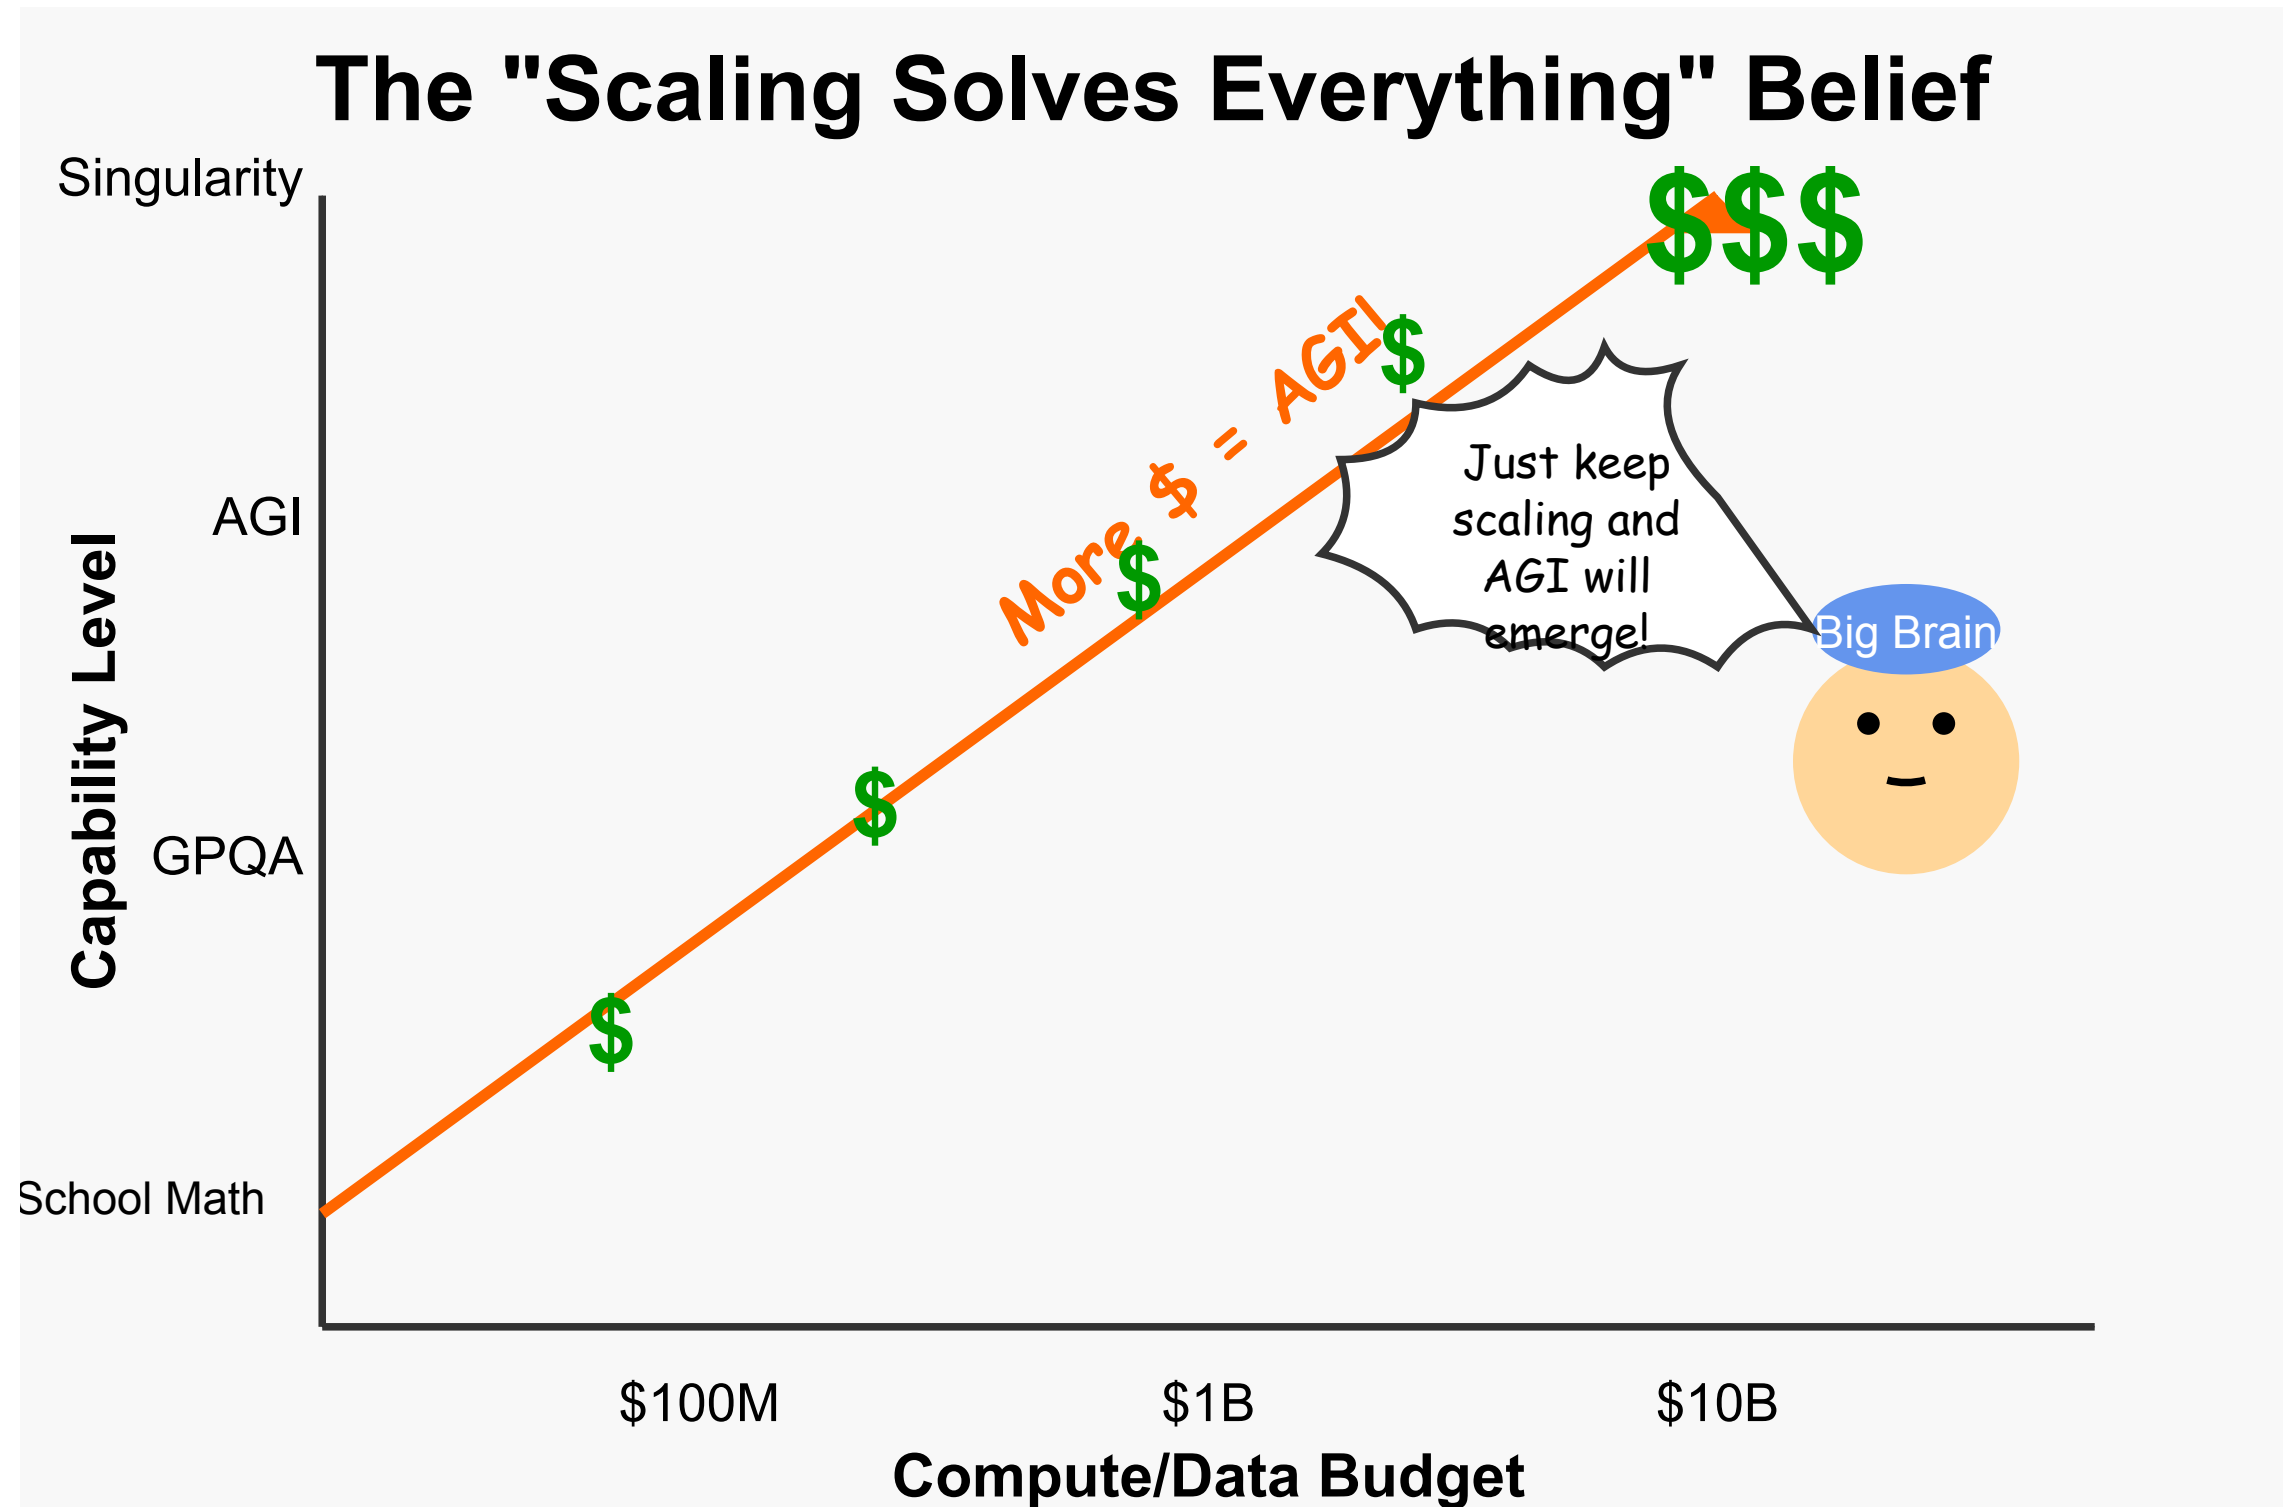 The "Scaling Solves Everything" Belief
Singularity
AGI
GPQA
School Math
Capability Level
More $ = AGI!
$
$
$
$
$$$
Just keep
scaling and
AGI will
emerge!
Big Brain
$100M
$1B
$10B
Compute/Data Budget